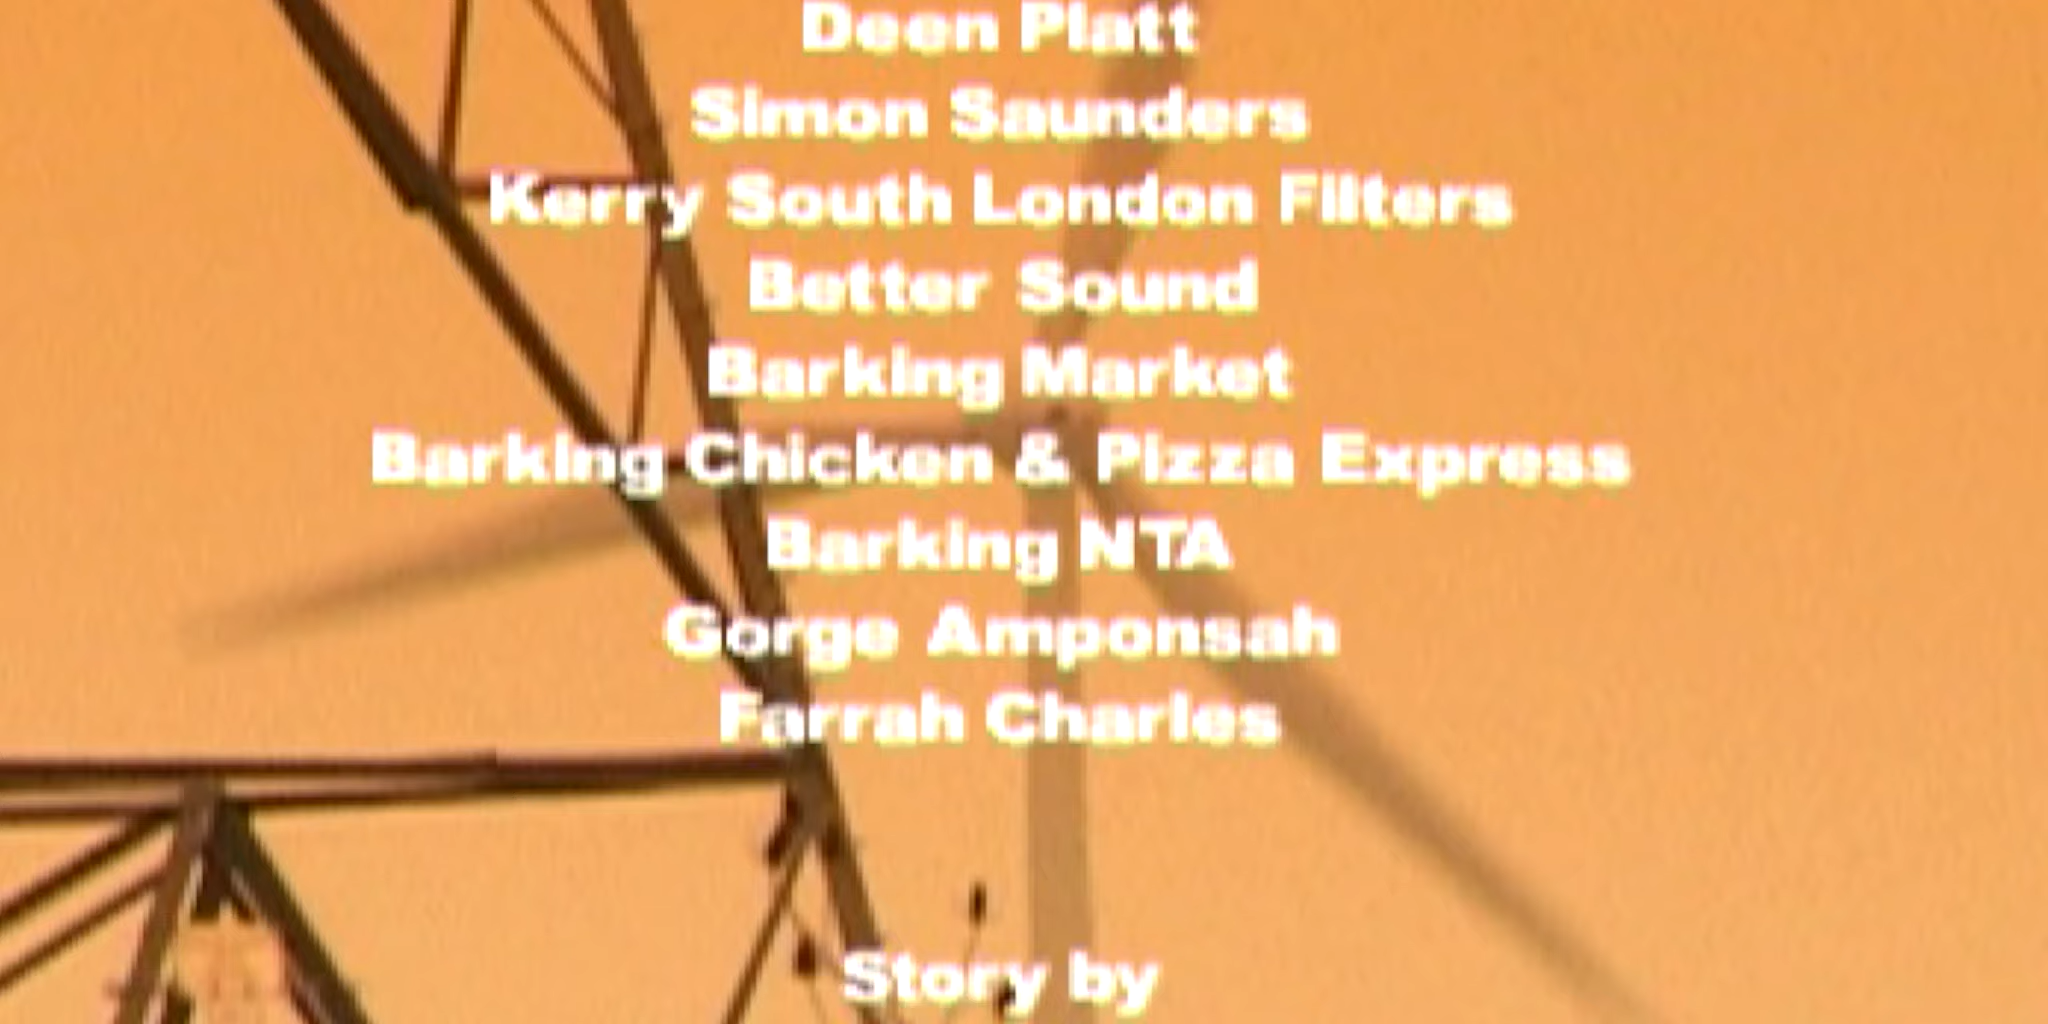 Deen Platt
Simon Saunders
Kerry South London Filters
Better Sound
Barking Market
Barking Chicken & Pizza Express
Barking NTA
Gorge Amponsah
Farrah Charles
Story by